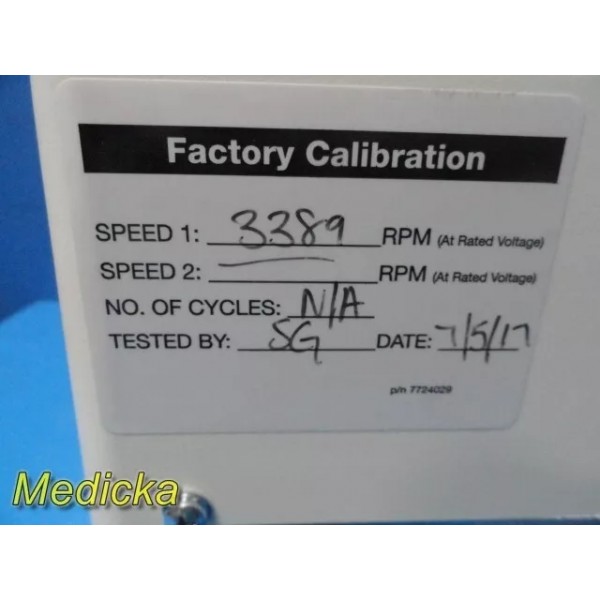 Factory Calibration
SPEED 1: 3389 RPM (At Rated Voltage)
SPEED 2: — RPM (At Rated Voltage)
NO. OF CYCLES: N/A
TESTED BY: SG DATE: 7/5/17
p/n 7724029
Medicka